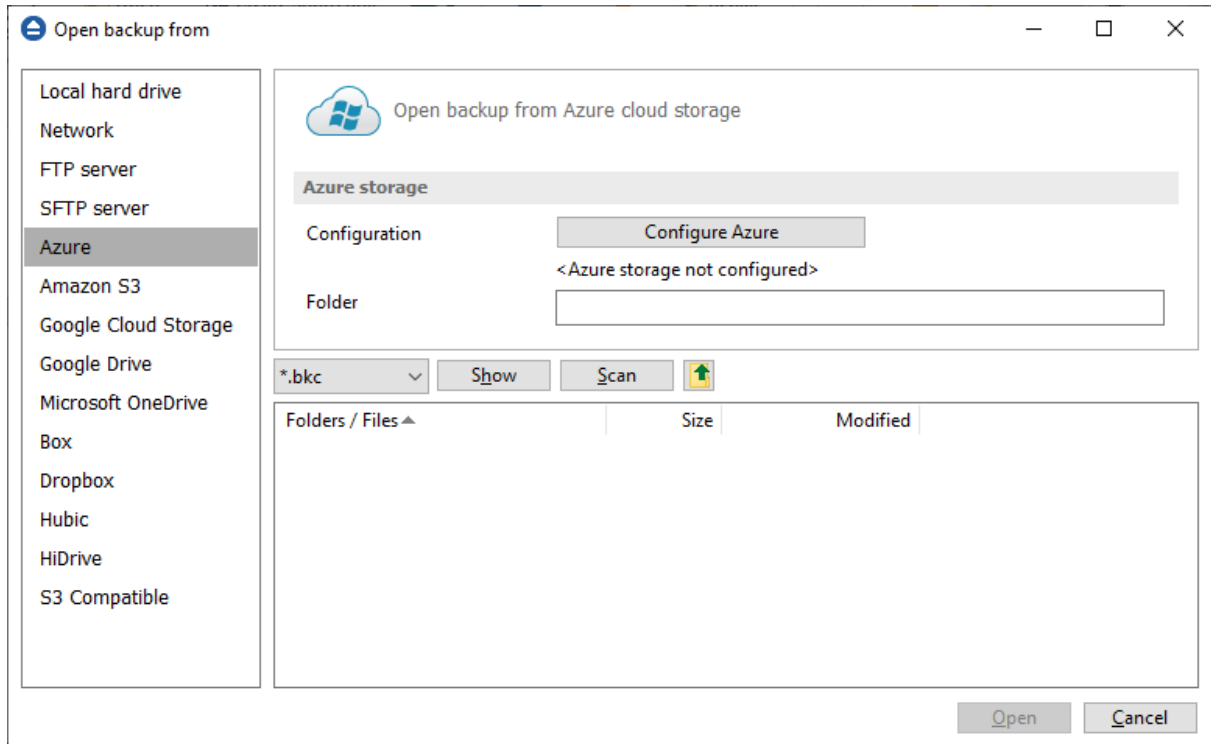 Open backup from
Local hard drive
Network
FTP server
SFTP server
Azure
Amazon S3
Google Cloud Storage
Google Drive
Microsoft OneDrive
Box
Dropbox
Hubic
HiDrive
S3 Compatible
Open backup from Azure cloud storage
Azure storage
Configuration
Configure Azure
<Azure storage not configured>
Folder
*.bkc
Show
Scan
Folders / Files
Size
Modified
Open
Cancel